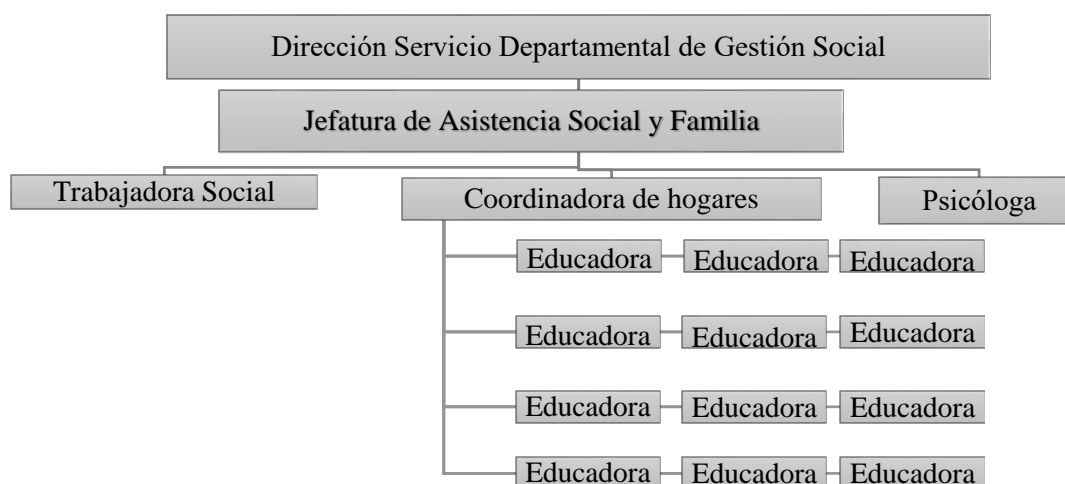 Dirección Servicio Departamental de Gestión Social
Jefatura de Asistencia Social y Familia
Trabajadora Social
Coordinadora de hogares
Psicóloga
Educadora
Educadora
Educadora
Educadora
Educadora
Educadora
Educadora
Educadora
Educadora
Educadora
Educadora
Educadora